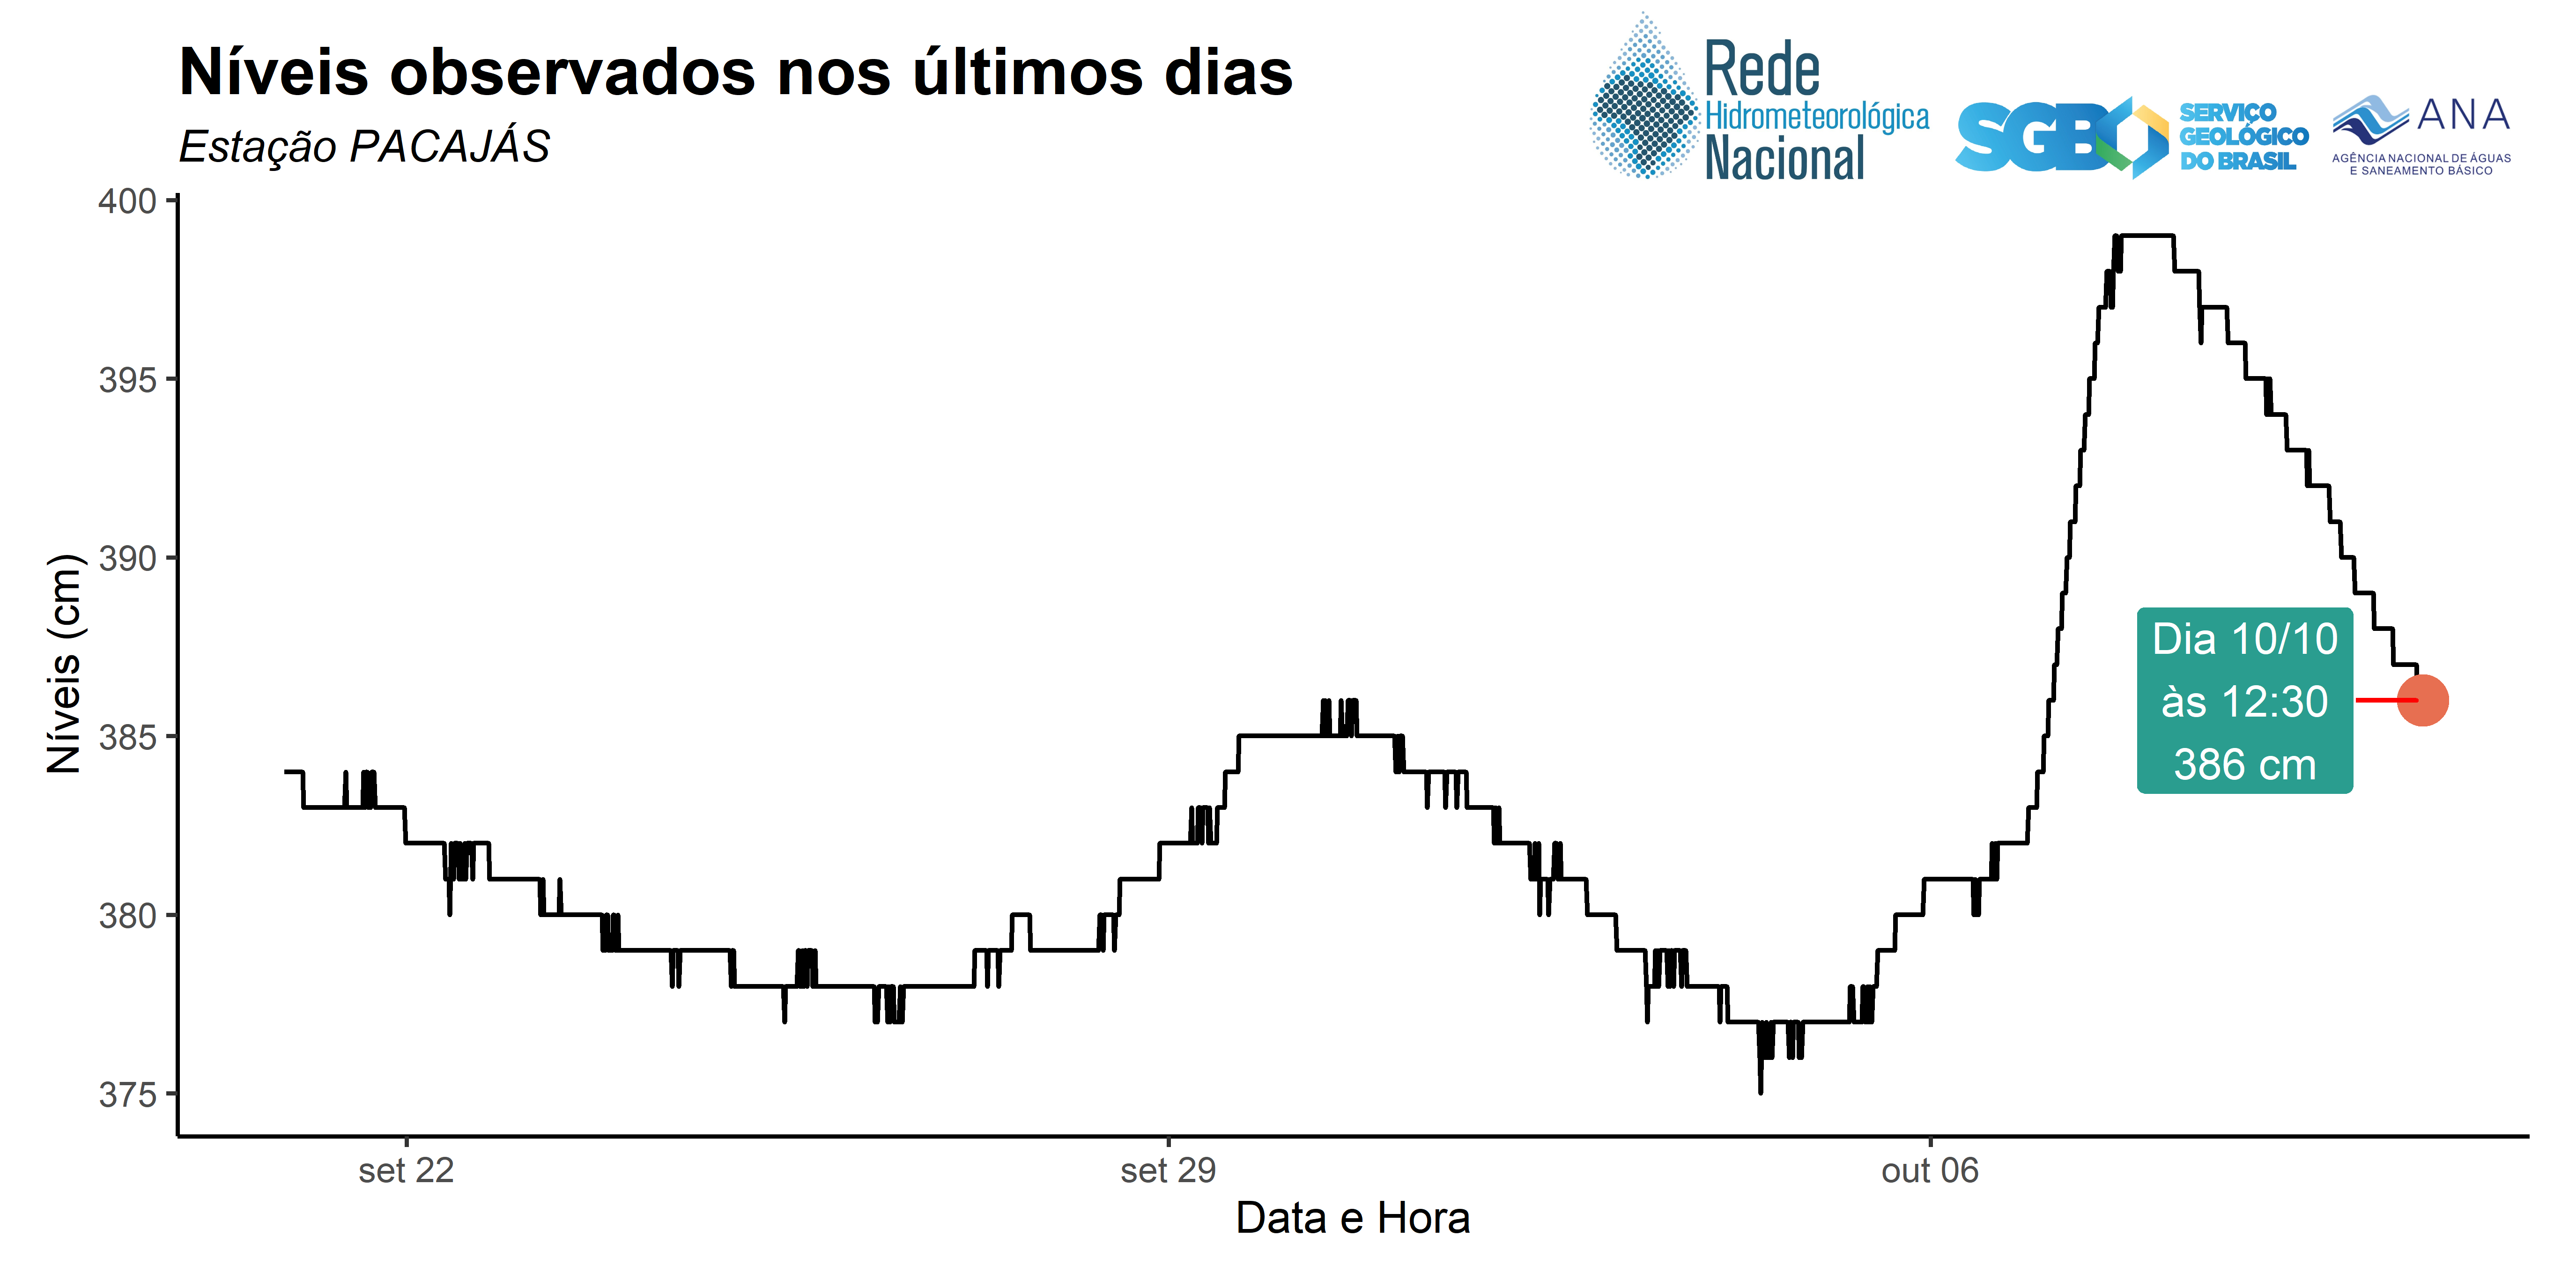 Níveis observados nos últimos dias
Estação PACAJÁS
Rede
Hidrometeorológica
Nacional
SGB
SERVIÇO
GEOLÓGICO
DO BRASIL
ANA
AGÊNCIA NACIONAL DE ÁGUAS
E SANEAMENTO BÁSICO
400
395
390
385
380
375
Níveis (cm)
Dia 10/10
às 12:30
386 cm
set 22
set 29
out 06
Data e Hora